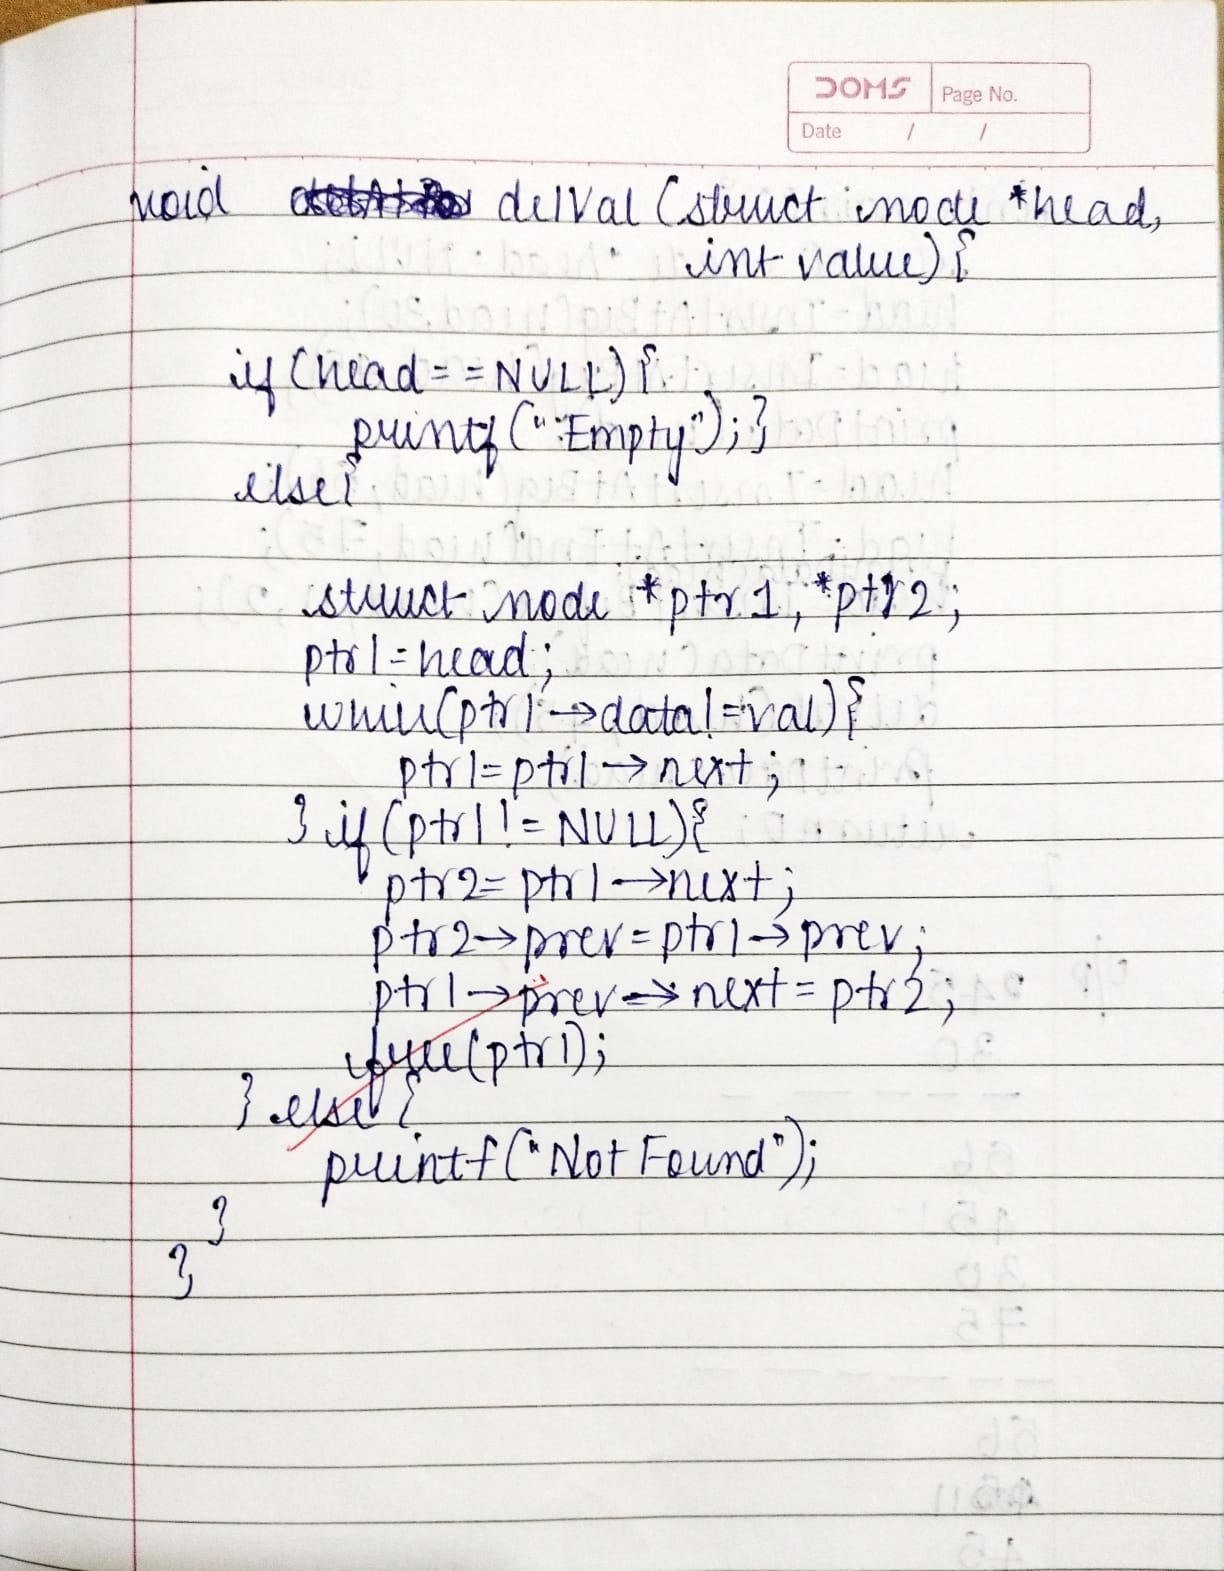 DOMS Page No.
Date / /
void delVal (struct node *head,
int value) {
if (head == NULL) {
printf ("Empty"); }
else {
struct node *ptr1, *ptr2;
ptr1 = head;
while (ptr1 → data != val) {
ptr1 = ptr1 → next;
} if (ptr1 != NULL) {
ptr2 = ptr1 → next;
ptr2 → prev = ptr1 → prev;
ptr1 → prev → next = ptr2;
free (ptr1);
} else {
printf ("Not Found");
}
}